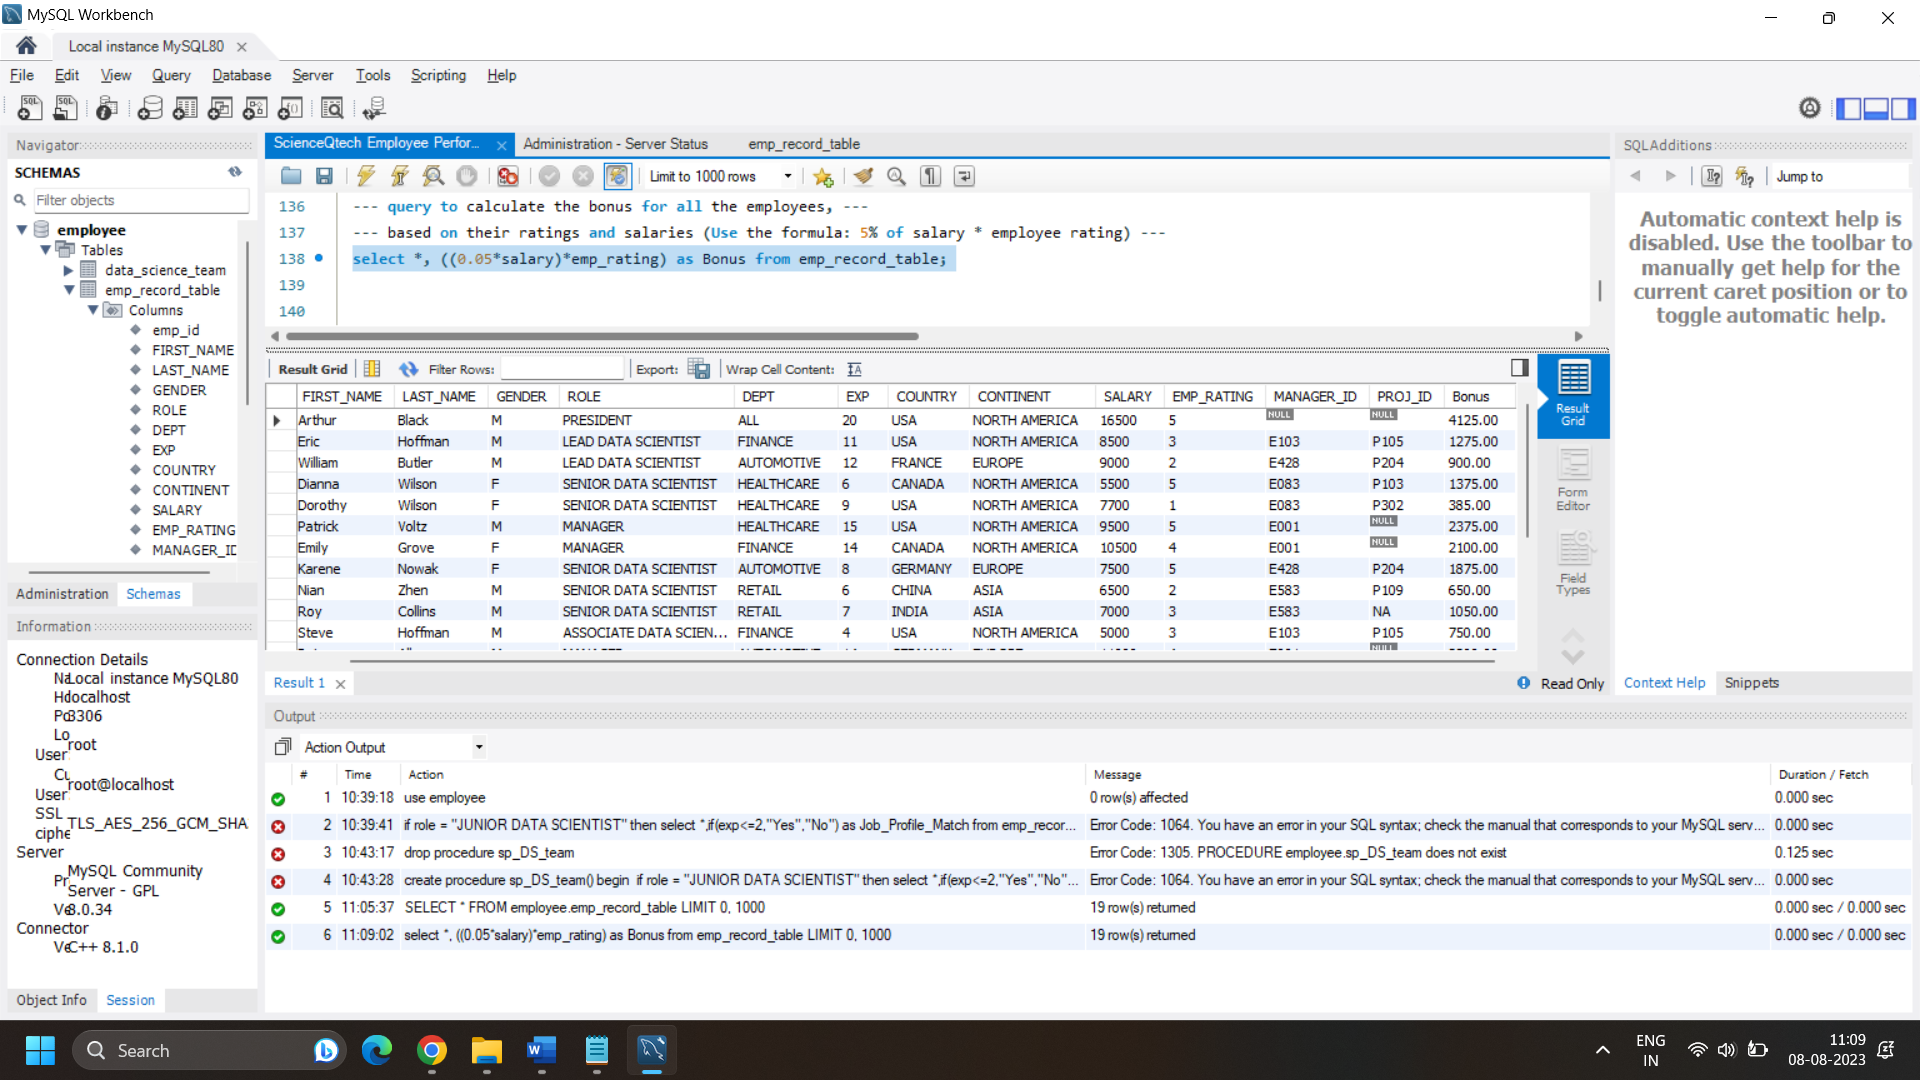 MySQL Workbench
Local instance MySQL80
File Edit View Query Database Server Tools Scripting Help
Navigator
SCHEMAS
Filter objects
employee
Tables
data_science_team
emp_record_table
Columns
emp_id
FIRST_NAME
LAST_NAME
GENDER
ROLE
DEPT
EXP
COUNTRY
CONTINENT
SALARY
EMP_RATING
MANAGER_ID
Administration Schemas
Information
Connection Details
Local instance MySQL80
localhost
3306
root
User
root@localhost
User
SSL
TLS_AES_256_GCM_SHA
Server
MySQL Community
Server - GPL
8.0.34
Connector
C++ 8.1.0
Object Info Session
ScienceQtech Employee Perfor... Administration - Server Status emp_record_table
Limit to 1000 rows
136 --- query to calculate the bonus for all the employees, ---
137 --- based on their ratings and salaries (Use the formula: 5% of salary * employee rating) ---
138 select *, ((0.05*salary)*emp_rating) as Bonus from emp_record_table;
139
140
Result Grid Filter Rows: Export: Wrap Cell Content:
FIRST_NAME LAST_NAME GENDER ROLE DEPT EXP COUNTRY CONTINENT SALARY EMP_RATING MANAGER_ID PROJ_ID Bonus
Arthur Black M PRESIDENT ALL 20 USA NORTH AMERICA 16500 5 NULL NULL 4125.00
Eric Hoffman M LEAD DATA SCIENTIST FINANCE 11 USA NORTH AMERICA 8500 3 E103 P105 1275.00
William Butler M LEAD DATA SCIENTIST AUTOMOTIVE 12 FRANCE EUROPE 9000 2 E428 P204 900.00
Dianna Wilson F SENIOR DATA SCIENTIST HEALTHCARE 6 CANADA NORTH AMERICA 5500 5 E083 P103 1375.00
Dorothy Wilson F SENIOR DATA SCIENTIST HEALTHCARE 9 USA NORTH AMERICA 7700 1 E083 P302 385.00
Patrick Voltz M MANAGER HEALTHCARE 15 USA NORTH AMERICA 9500 5 E001 NULL 2375.00
Emily Grove F MANAGER FINANCE 14 CANADA NORTH AMERICA 10500 4 E001 NULL 2100.00
Karene Nowak F SENIOR DATA SCIENTIST AUTOMOTIVE 8 GERMANY EUROPE 7500 5 E428 P204 1875.00
Nian Zhen M SENIOR DATA SCIENTIST RETAIL 6 CHINA ASIA 6500 2 E583 P109 650.00
Roy Collins M SENIOR DATA SCIENTIST RETAIL 7 INDIA ASIA 7000 3 E583 NA 1050.00
Steve Hoffman M ASSOCIATE DATA SCIEN... FINANCE 4 USA NORTH AMERICA 5000 3 E103 P105 750.00
Result Grid
Form Editor
Field Types
Result 1
Read Only
SQLAdditions
Jump to
Automatic context help is
disabled. Use the toolbar to
manually get help for the
current caret position or to
toggle automatic help.
Context Help Snippets
Output
Action Output
# Time Action Message Duration / Fetch
1 10:39:18 use employee 0 row(s) affected 0.000 sec
2 10:39:41 if role = "JUNIOR DATA SCIENTIST" then select *,if(exp<=2,"Yes","No") as Job_Profile_Match from emp_recor... Error Code: 1064. You have an error in your SQL syntax; check the manual that corresponds to your MySQL serv... 0.000 sec
3 10:43:17 drop procedure sp_DS_team Error Code: 1305. PROCEDURE employee.sp_DS_team does not exist 0.125 sec
4 10:43:28 create procedure sp_DS_team() begin if role = "JUNIOR DATA SCIENTIST" then select *,if(exp<=2,"Yes","No"... Error Code: 1064. You have an error in your SQL syntax; check the manual that corresponds to your MySQL serv... 0.000 sec
5 11:05:37 SELECT * FROM employee.emp_record_table LIMIT 0, 1000 19 row(s) returned 0.000 sec / 0.000 sec
6 11:09:02 select *, ((0.05*salary)*emp_rating) as Bonus from emp_record_table LIMIT 0, 1000 19 row(s) returned 0.000 sec / 0.000 sec
Search
ENG
IN
11:09
08-08-2023